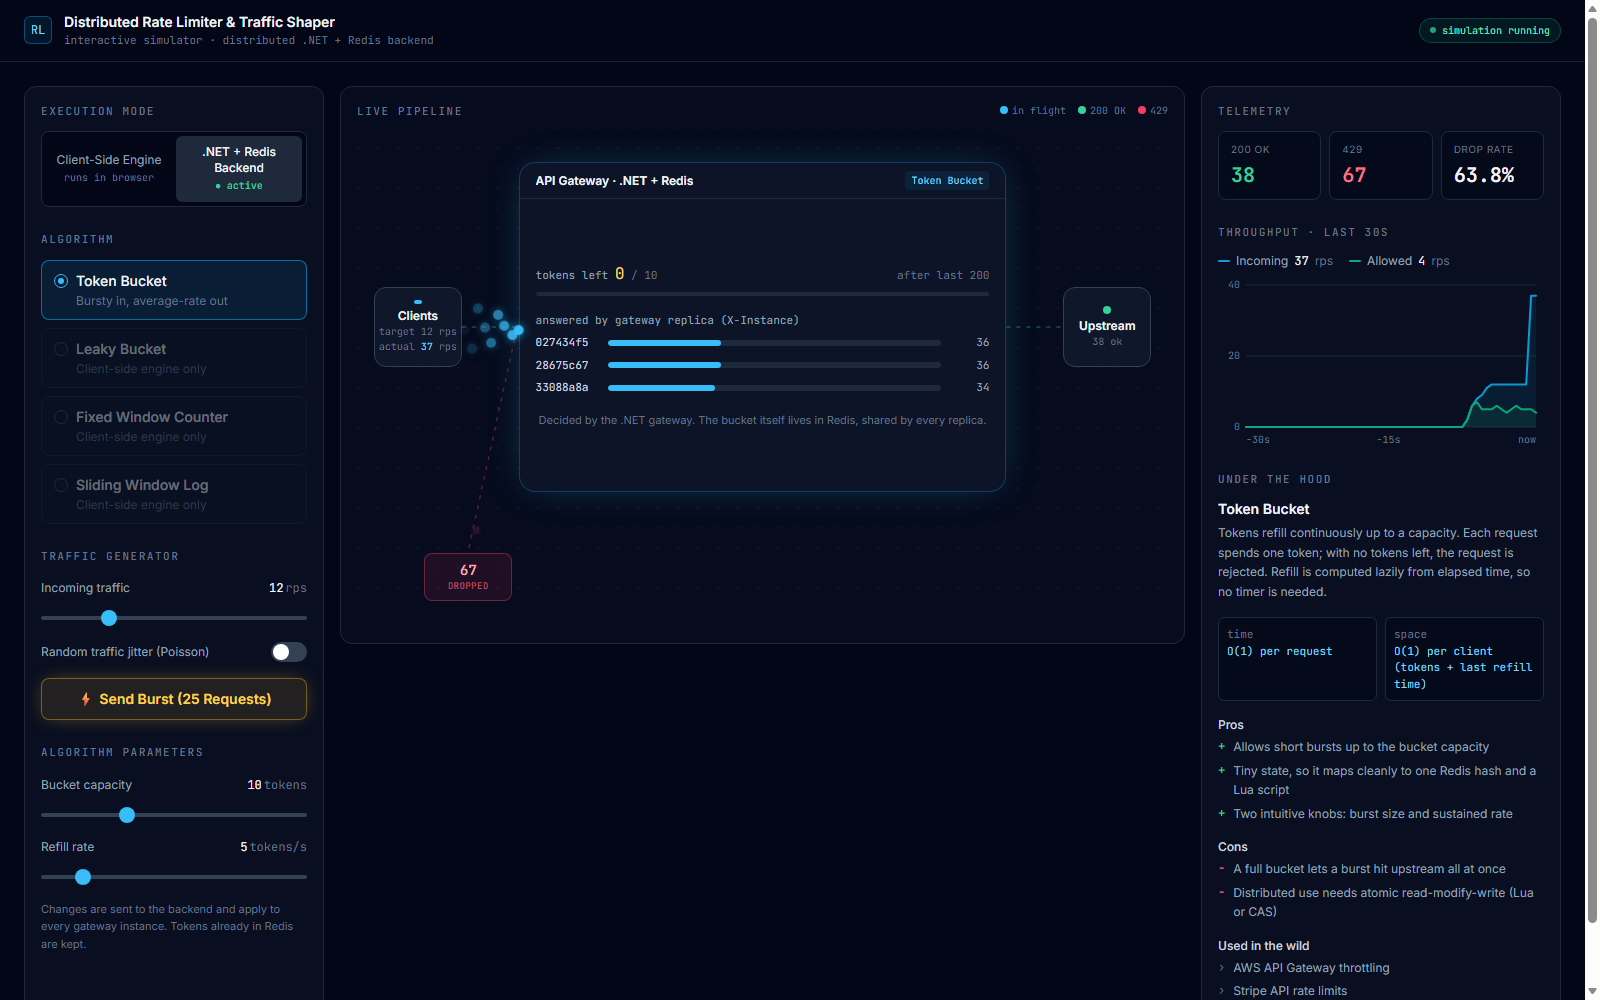 RL
Distributed Rate Limiter & Traffic Shaper
interactive simulator · distributed .NET + Redis backend
simulation running
EXECUTION MODE
Client-Side Engine
runs in browser
.NET + Redis
Backend
active
ALGORITHM
Token Bucket
Bursty in, average-rate out
Leaky Bucket
Client-side engine only
Fixed Window Counter
Client-side engine only
Sliding Window Log
Client-side engine only
TRAFFIC GENERATOR
Incoming traffic 12 rps
Random traffic jitter (Poisson)
Send Burst (25 Requests)
ALGORITHM PARAMETERS
Bucket capacity 10 tokens
Refill rate 5 tokens/s
Changes are sent to the backend and apply to
every gateway instance. Tokens already in Redis
are kept.
LIVE PIPELINE
in flight 200 OK 429
API Gateway · .NET + Redis
Token Bucket
tokens left 0 / 10 after last 200
answered by gateway replica (X-Instance)
027434f5 36
28675c67 36
33088a8a 34
Decided by the .NET gateway. The bucket itself lives in Redis, shared by every replica.
Clients
target 12 rps
actual 37 rps
Upstream
38 ok
67
DROPPED
TELEMETRY
200 OK
38
429
67
DROP RATE
63.8%
THROUGHPUT · LAST 30S
Incoming 37 rps Allowed 4 rps
40
20
0
-30s -15s now
UNDER THE HOOD
Token Bucket
Tokens refill continuously up to a capacity. Each request
spends one token; with no tokens left, the request is
rejected. Refill is computed lazily from elapsed time, so
no timer is needed.
time
O(1) per request
space
O(1) per client
(tokens + last refill
time)
Pros
+ Allows short bursts up to the bucket capacity
+ Tiny state, so it maps cleanly to one Redis hash and a
Lua script
+ Two intuitive knobs: burst size and sustained rate
Cons
- A full bucket lets a burst hit upstream all at once
- Distributed use needs atomic read-modify-write (Lua
or CAS)
Used in the wild
› AWS API Gateway throttling
› Stripe API rate limits